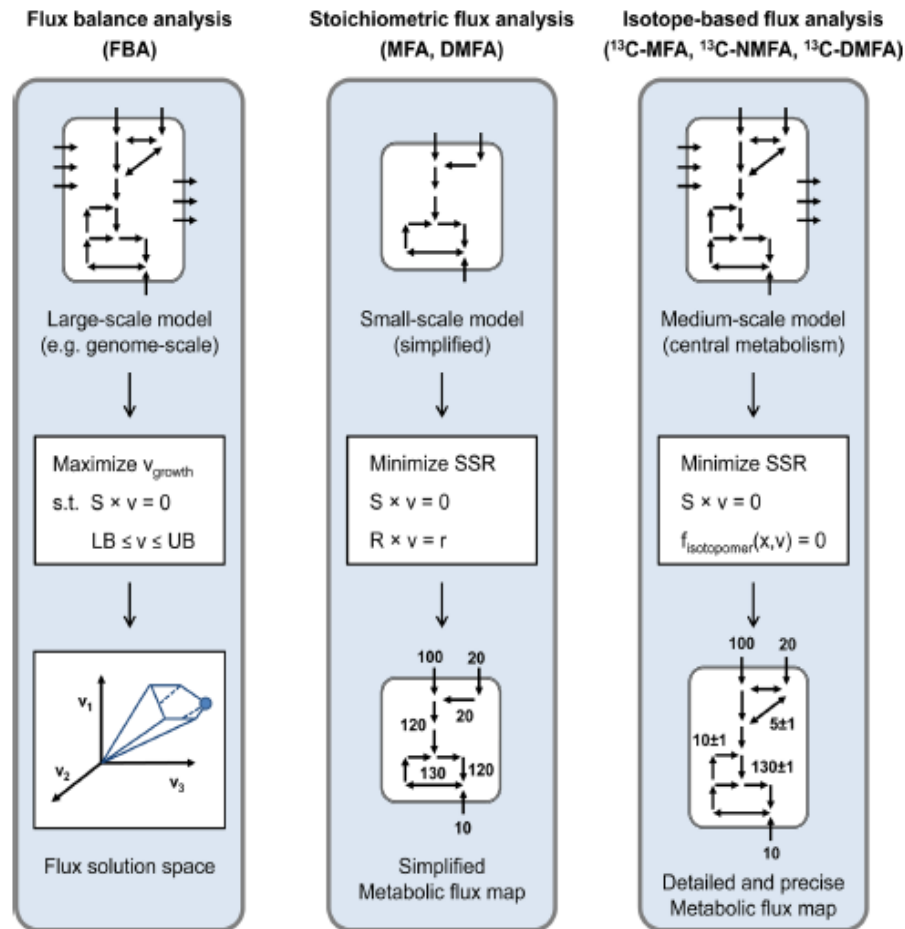 Flux balance analysis
(FBA)
Large-scale model
(e.g. genome-scale)
Maximize v_growth
s.t. S × v = 0
LB ≤ v ≤ UB
v₁
v₂
v₃
Flux solution space
Stoichiometric flux analysis
(MFA, DMFA)
Small-scale model
(simplified)
Minimize SSR
S × v = 0
R × v = r
100 20
20
120
130
120
10
Simplified
Metabolic flux map
Isotope-based flux analysis
(¹³C-MFA, ¹³C-NMFA, ¹³C-DMFA)
Medium-scale model
(central metabolism)
Minimize SSR
S × v = 0
f_isotopomer(x,v) = 0
100 20
5±1
10±1
130±1
10
Detailed and precise
Metabolic flux map